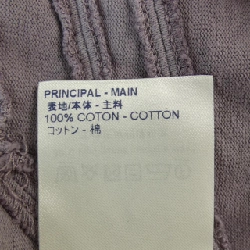 PRINCIPAL - MAIN
表地/本体 - 主料
100% COTON - COTTON
コットン - 棉